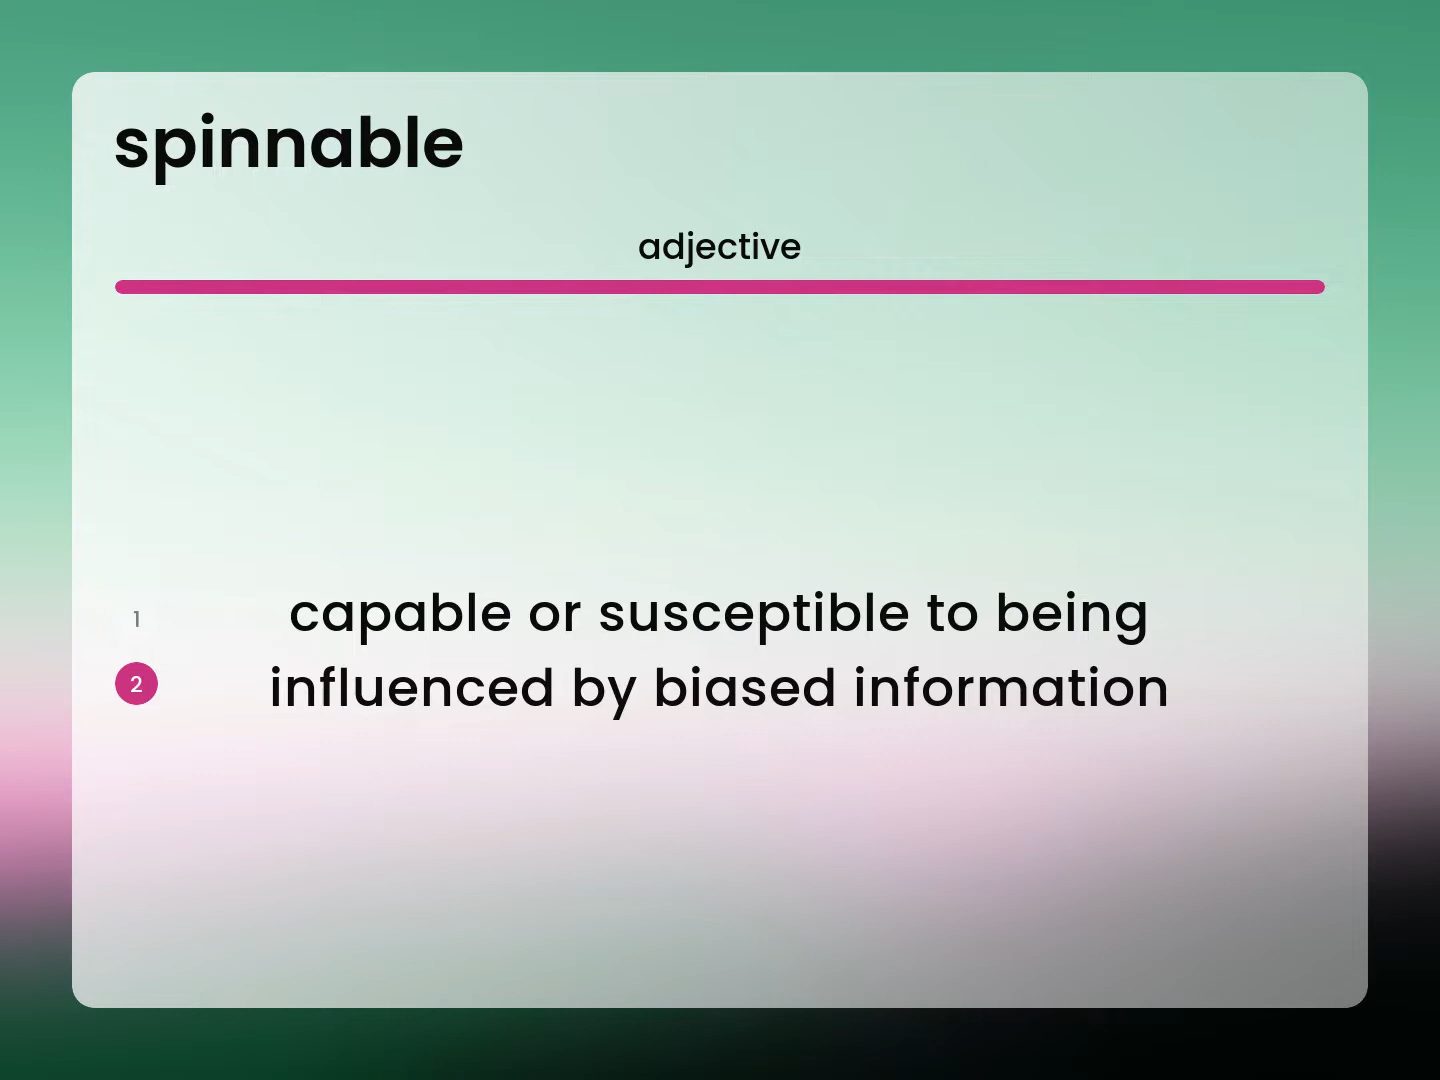 spinnable
adjective
1
2
capable or susceptible to being
influenced by biased information